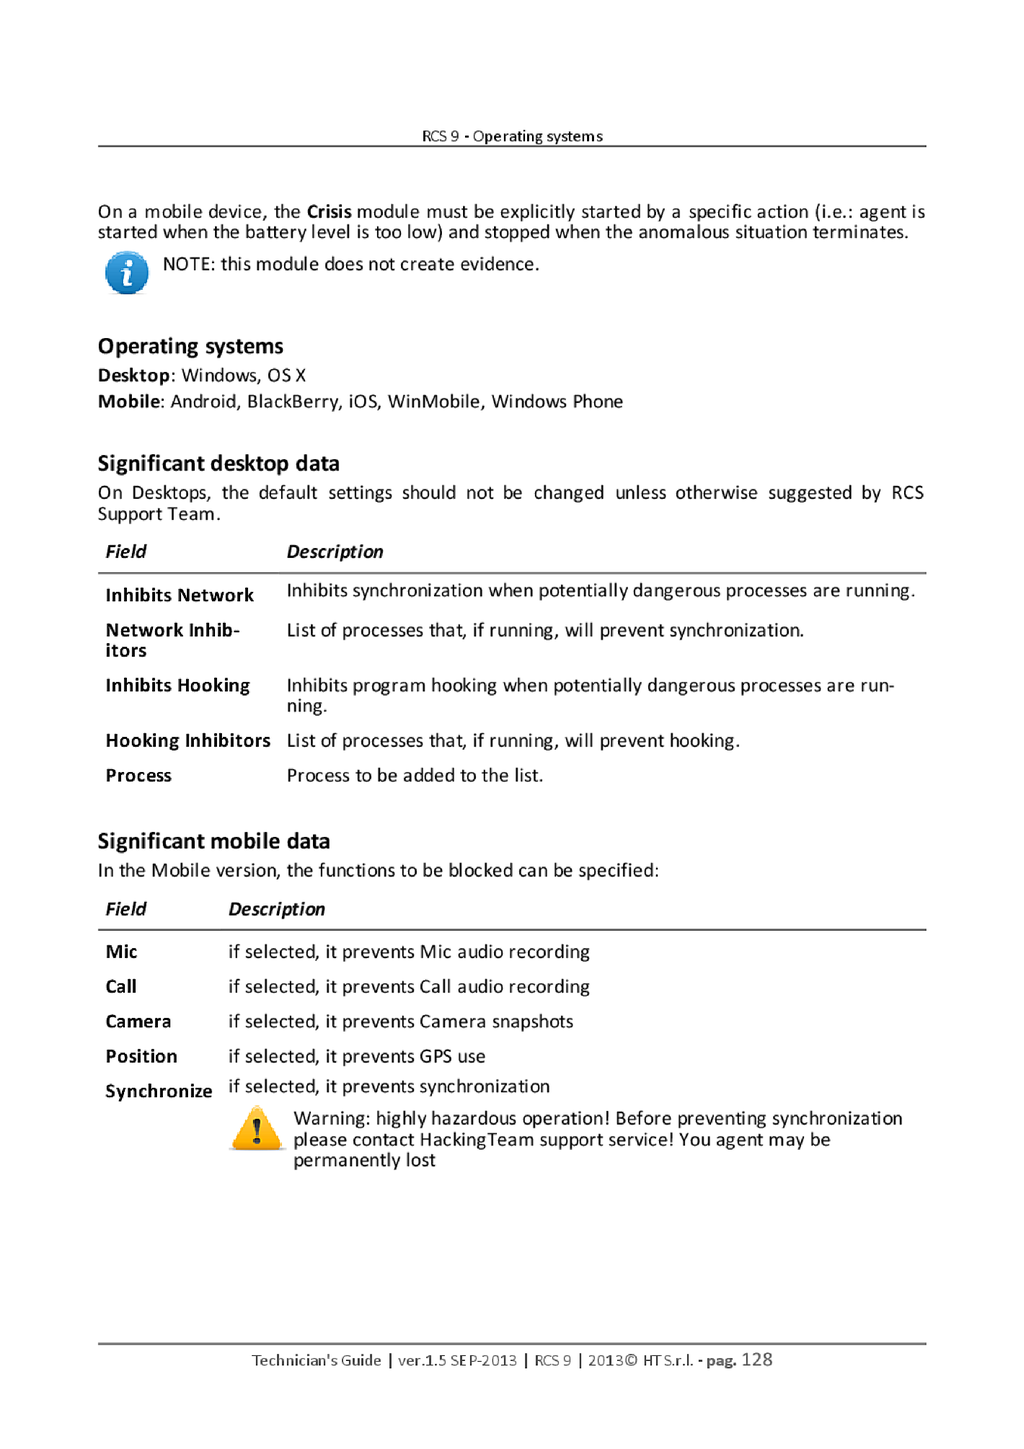 RCS 9 - Operating systems
On a mobile device, the Crisis module must be explicitly started by a specific action (i.e.: agent is
started when the battery level is too low) and stopped when the anomalous situation terminates.
NOTE: this module does not create evidence.
Operating systems
Desktop: Windows, OS X
Mobile: Android, BlackBerry, iOS, WinMobile, Windows Phone
Significant desktop data
On Desktops, the default settings should not be changed unless otherwise suggested by RCS
Support Team.
Field Description
Inhibits Network Inhibits synchronization when potentially dangerous processes are running.
Network Inhib- List of processes that, if running, will prevent synchronization.
itors
Inhibits Hooking Inhibits program hooking when potentially dangerous processes are run-
ning.
Hooking Inhibitors List of processes that, if running, will prevent hooking.
Process Process to be added to the list.
Significant mobile data
In the Mobile version, the functions to be blocked can be specified:
Field Description
Mic if selected, it prevents Mic audio recording
Call if selected, it prevents Call audio recording
Camera if selected, it prevents Camera snapshots
Position if selected, it prevents GPS use
Synchronize if selected, it prevents synchronization
Warning: highly hazardous operation! Before preventing synchronization
please contact HackingTeam support service! You agent may be
permanently lost
Technician's Guide | ver.1.5 SEP-2013 | RCS 9 | 2013© HT S.r.l. - pag. 128